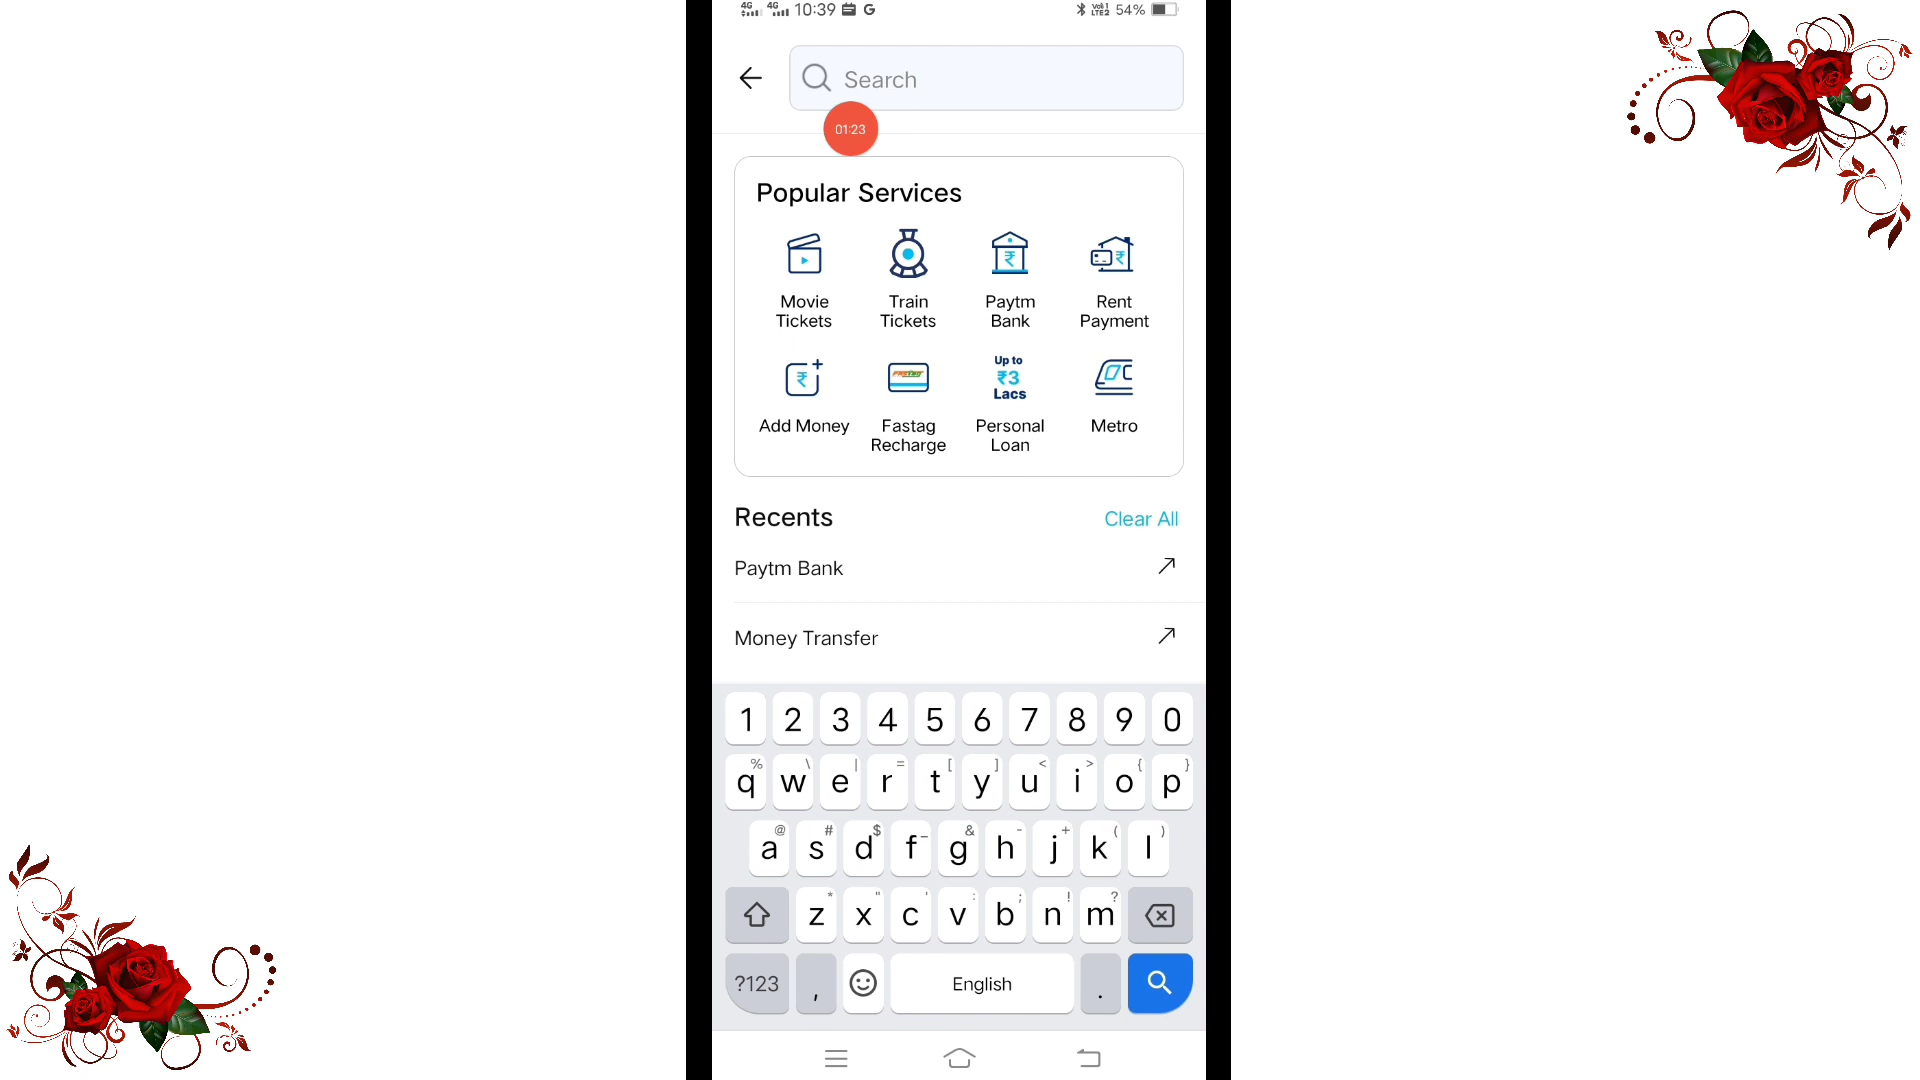 4G 4G 10:39 G 54%
Search
01:23
Popular Services
Movie Tickets
Train Tickets
Paytm Bank
Rent Payment
Up to
₹3
Lacs
Add Money
Fastag Recharge
Personal Loan
Metro
Recents Clear All
Paytm Bank
Money Transfer
1 2 3 4 5 6 7 8 9 0
q w e r t y u i o p
a s d f g h j k l
z x c v b n m
?123 , English .